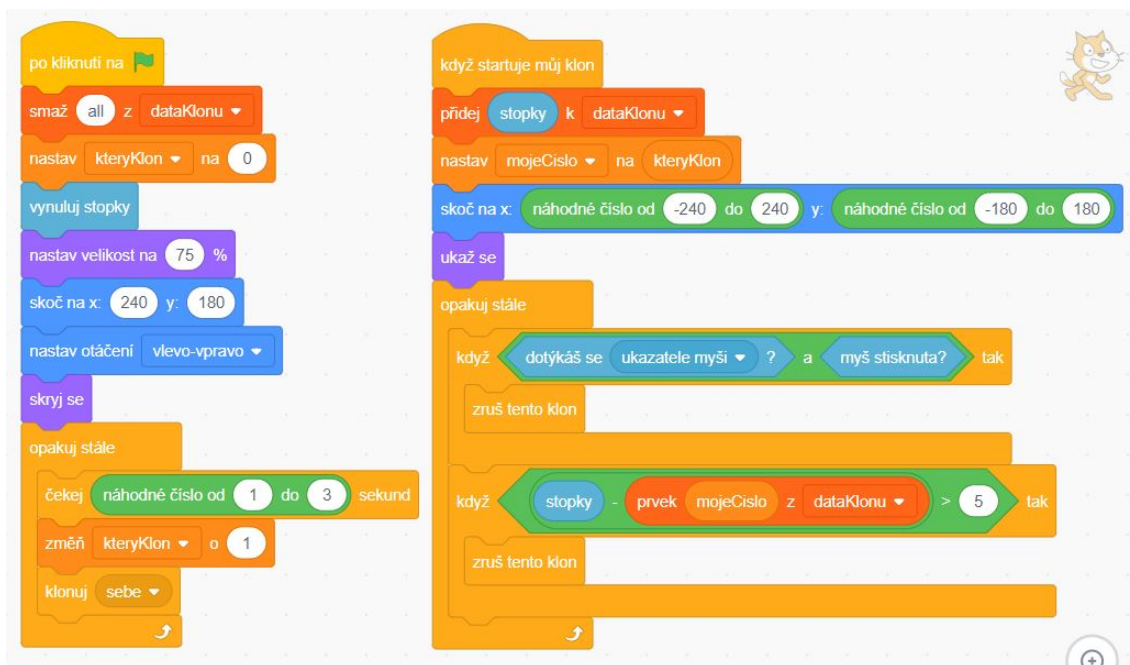 po kliknutí na
smaž all z dataKlonu
nastav kteryKlon na 0
vynuluj stopky
nastav velikost na 75 %
skoč na x: 240 y: 180
nastav otáčení vlevo-vpravo
skryj se
opakuj stále
čekej náhodné číslo od 1 do 3 sekund
změň kteryKlon o 1
klonuj sebe
když startuje můj klon
přidej stopky k dataKlonu
nastav mojeCislo na kteryKlon
skoč na x: náhodné číslo od -240 do 240 y: náhodné číslo od -180 do 180
ukaž se
opakuj stále
když dotýkáš se ukazatele myši ? a myš stisknuta? tak
zruš tento klon
když stopky - prvek mojeCislo z dataKlonu > 5 tak
zruš tento klon